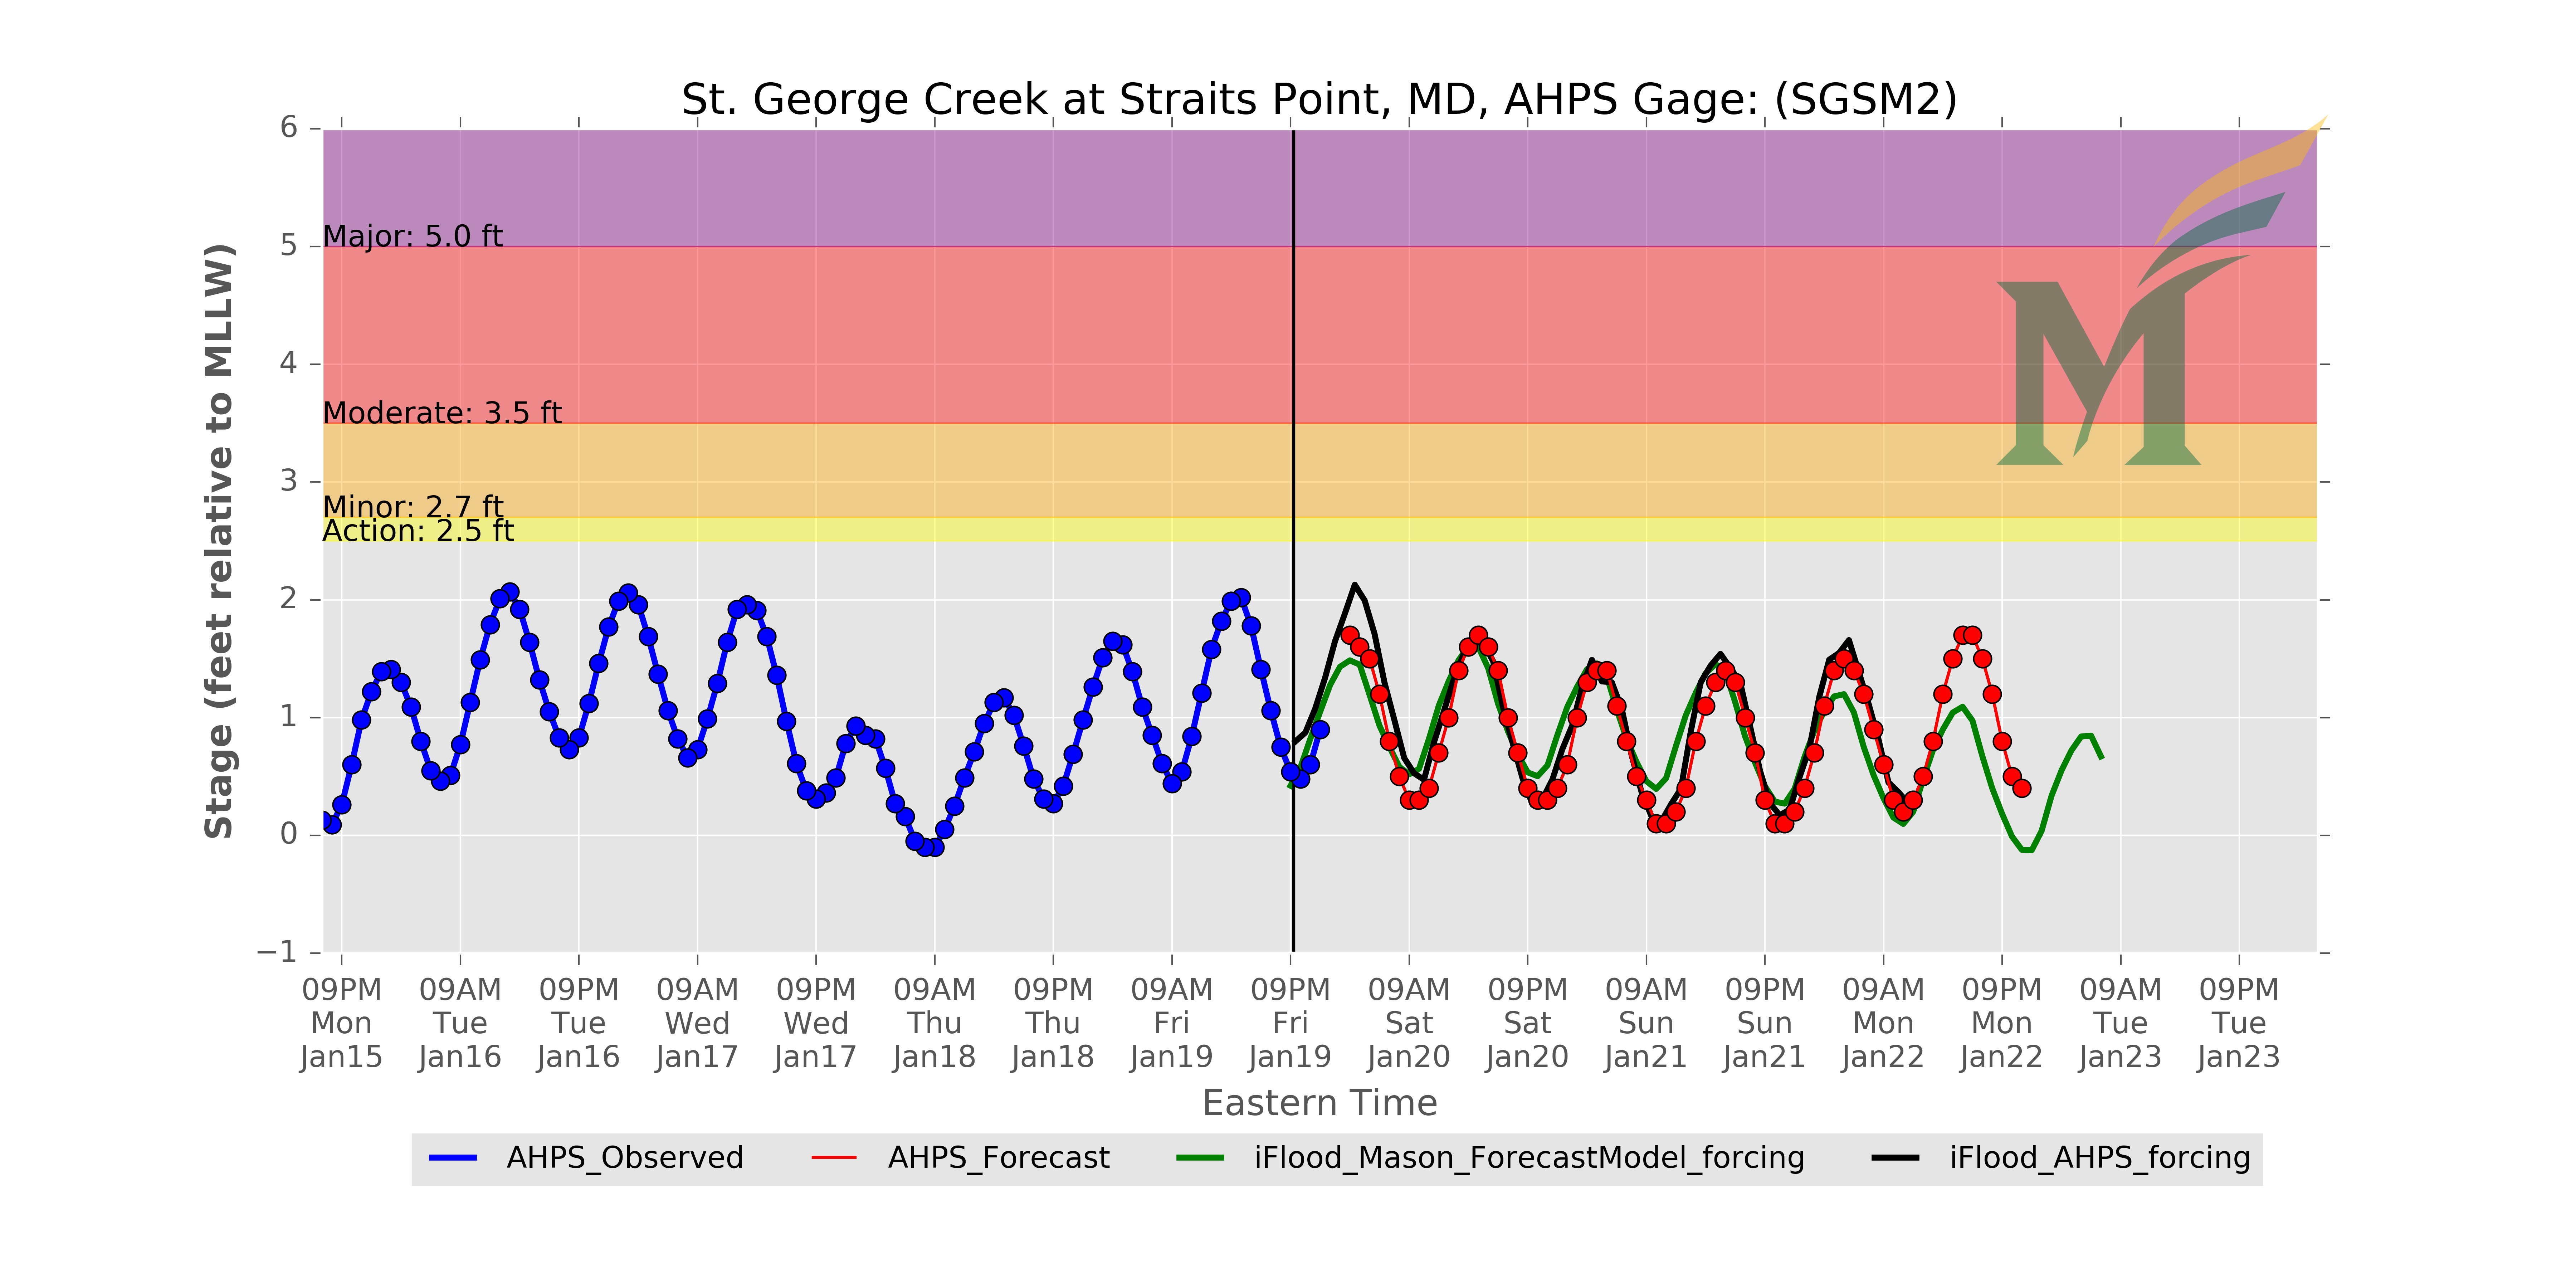 St. George Creek at Straits Point, MD, AHPS Gage: (SGSM2)
Stage (feet relative to MLLW)
6
5
4
3
2
1
0
−1
Major: 5.0 ft
Moderate: 3.5 ft
Minor: 2.7 ft
Action: 2.5 ft
M
09PM 09AM 09PM 09AM 09PM 09AM 09PM 09AM 09PM 09AM 09PM 09AM 09PM 09AM 09PM 09AM 09PM
Mon Tue Tue Wed Wed Thu Thu Fri Fri Sat Sat Sun Sun Mon Mon Tue Tue
Jan15 Jan16 Jan16 Jan17 Jan17 Jan18 Jan18 Jan19 Jan19 Jan20 Jan20 Jan21 Jan21 Jan22 Jan22 Jan23 Jan23
Eastern Time
AHPS_Observed AHPS_Forecast iFlood_Mason_ForecastModel_forcing iFlood_AHPS_forcing